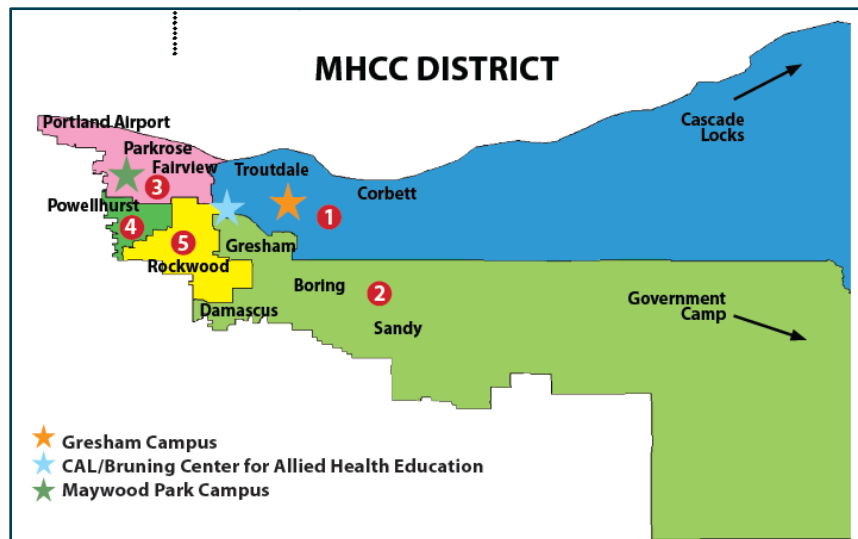 MHCC DISTRICT
Portland Airport
Parkrose
Fairview
3
Troutdale
Corbett
Cascade
Locks
1
Powellhurst
4
5
Rockwood
Gresham
Boring
2
Damascus
Sandy
Government
Camp
Gresham Campus
CAL/Bruning Center for Allied Health Education
Maywood Park Campus